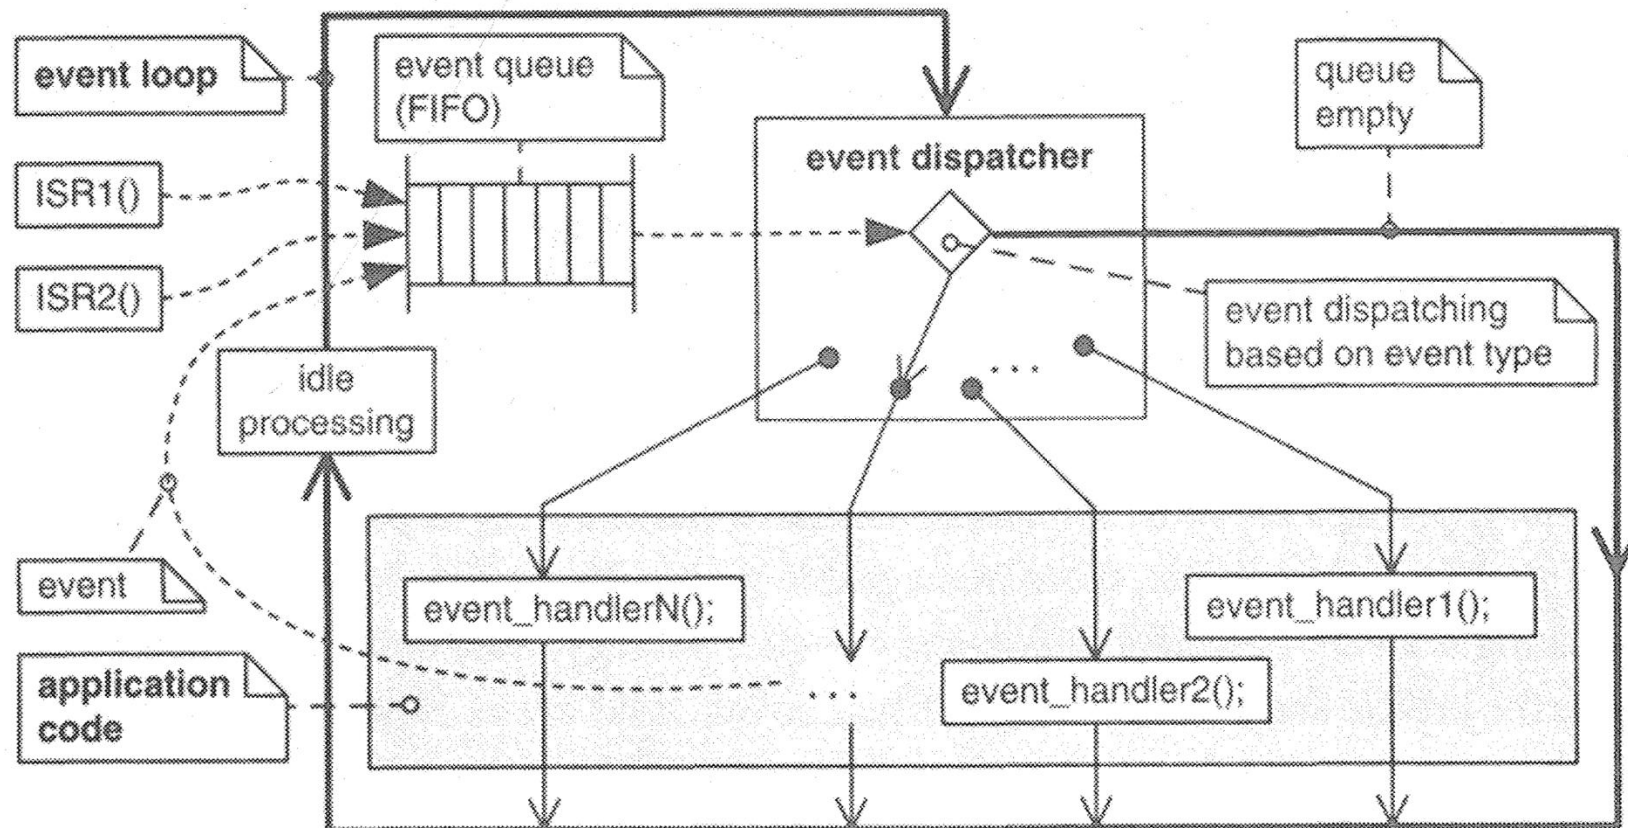 event loop
event queue
(FIFO)
queue
empty
event dispatcher
ISR1()
ISR2()
event dispatching
based on event type
idle
processing
...
event
event_handlerN();
event_handler1();
application
code
...
event_handler2();